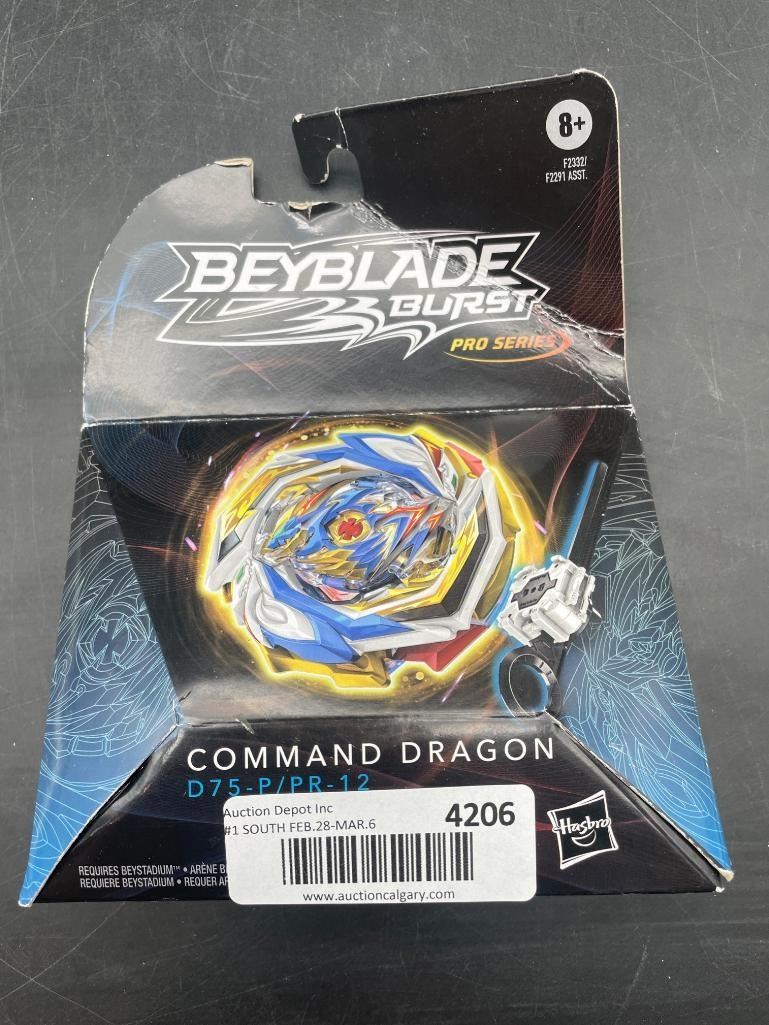 8+
F2332/
F2291 ASST.
BEYBLADE
BURST
PRO SERIES
COMMAND DRAGON
D75-P/PR-12
Auction Depot Inc
#1 SOUTH FEB.28-MAR.6
4206
www.auctioncalgary.com
Hasbro
REQUIRES BEYSTADIUM™ • ARÈNE B
REQUIERE BEYSTADIUM • REQUER AR